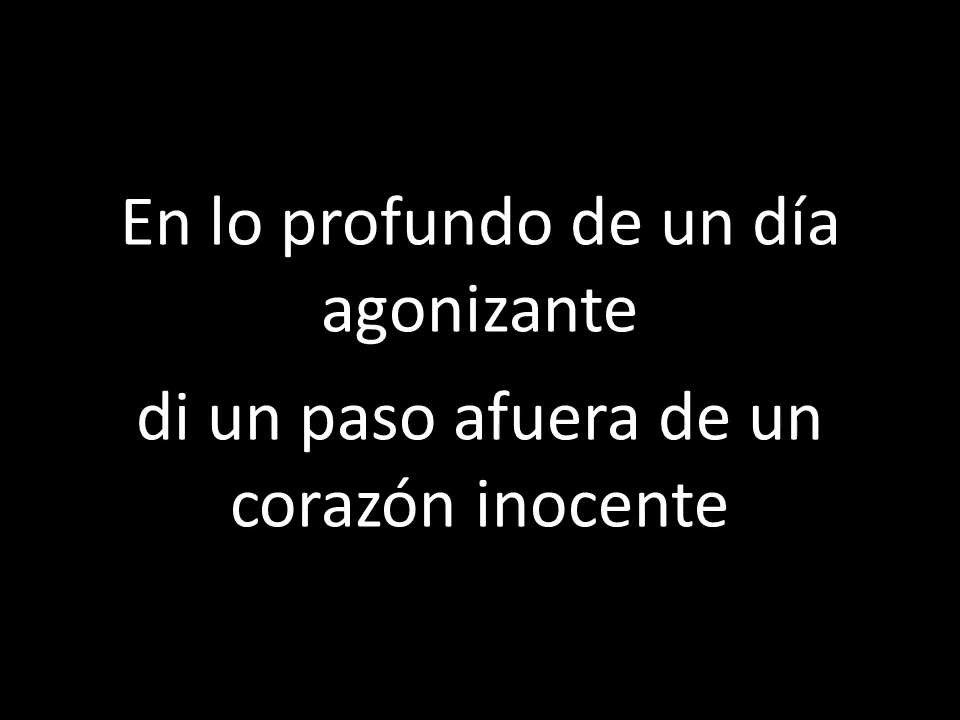 En lo profundo de un día
agonizante
di un paso afuera de un
corazón inocente